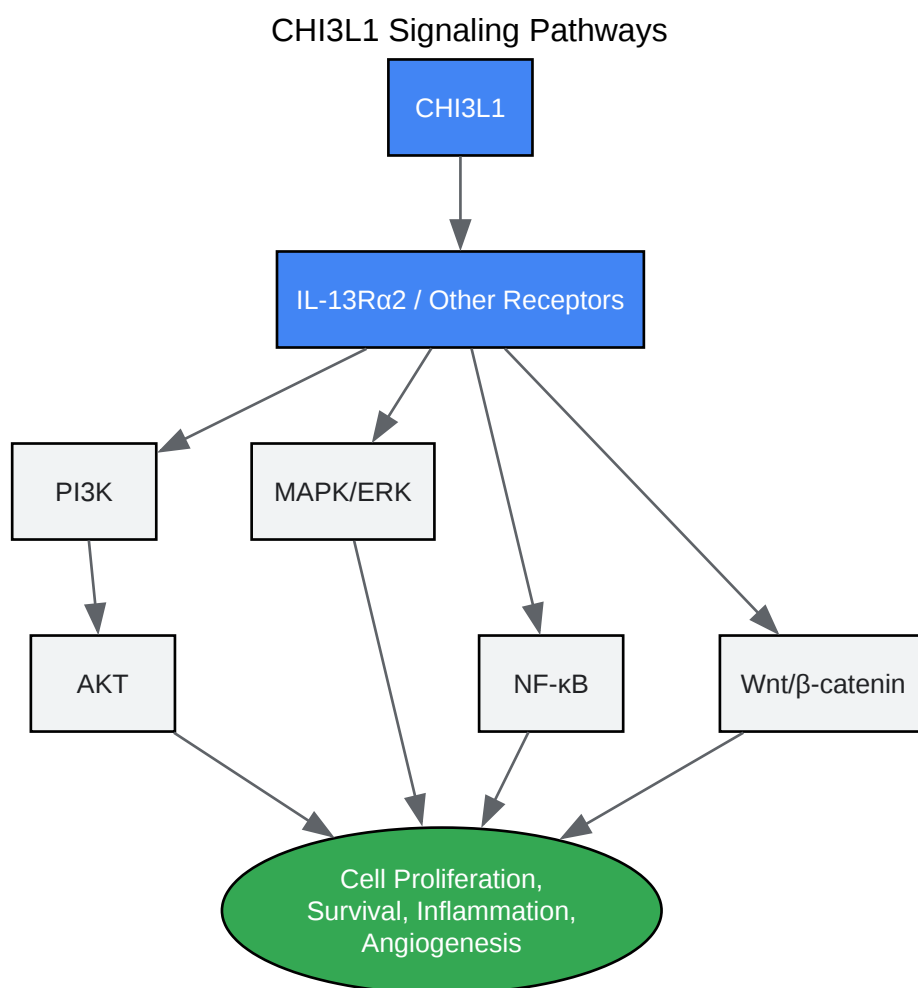 CHI3L1 Signaling Pathways
CHI3L1
IL-13Rα2 / Other Receptors
PI3K
MAPK/ERK
AKT
NF-κB
Wnt/β-catenin
Cell Proliferation,
Survival, Inflammation,
Angiogenesis